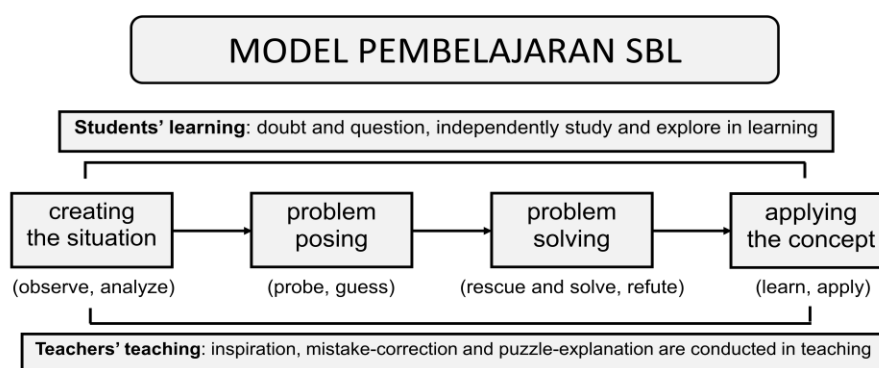 MODEL PEMBELAJARAN SBL
Students' learning: doubt and question, independently study and explore in learning
creating
the situation
problem
posing
problem
solving
applying
the concept
(observe, analyze)
(probe, guess)
(rescue and solve, refute)
(learn, apply)
Teachers' teaching: inspiration, mistake-correction and puzzle-explanation are conducted in teaching